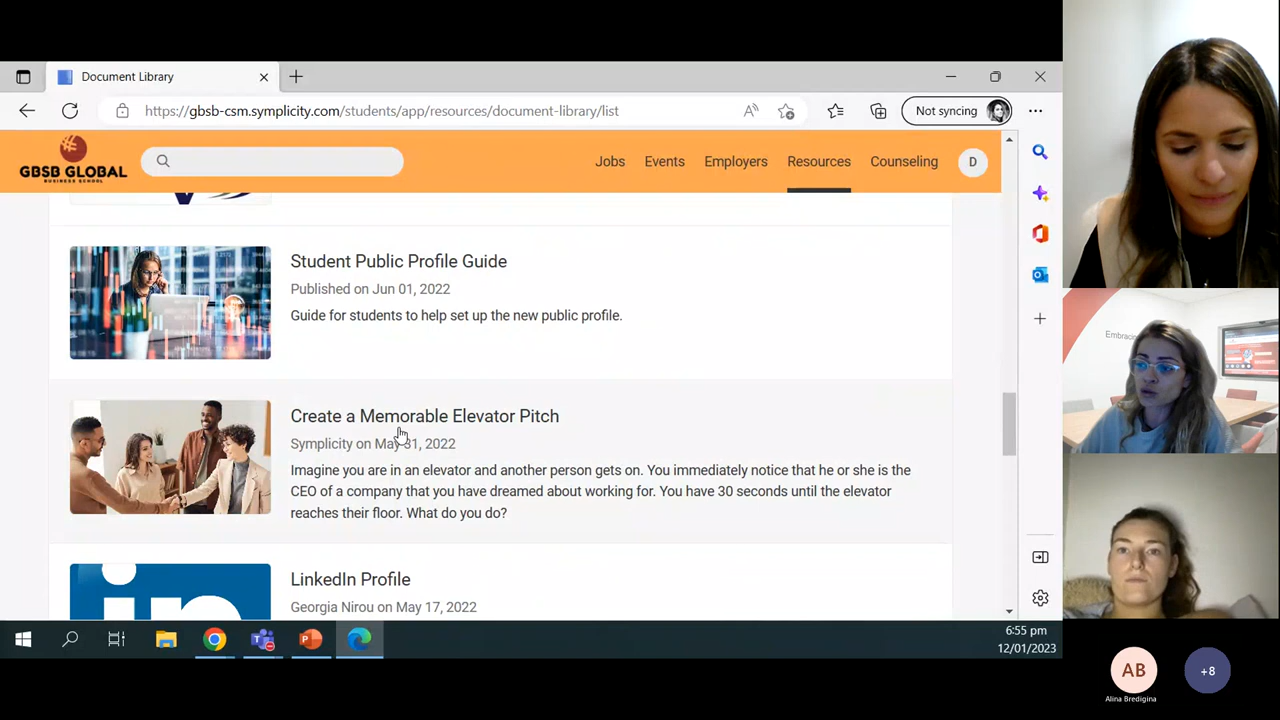 Document Library
https://gbsb-csm.symplicity.com/students/app/resources/document-library/list
Not syncing
GBSB GLOBAL
BUSINESS SCHOOL
Jobs
Events
Employers
Resources
Counseling
D
Student Public Profile Guide
Published on Jun 01, 2022
Guide for students to help set up the new public profile.
Create a Memorable Elevator Pitch
Symplicity on May 31, 2022
Imagine you are in an elevator and another person gets on. You immediately notice that he or she is the
CEO of a company that you have dreamed about working for. You have 30 seconds until the elevator
reaches their floor. What do you do?
in
LinkedIn Profile
Georgia Nirou on May 17, 2022
6:55 pm
12/01/2023
Embracing
AB
Alina Bredigina
+8